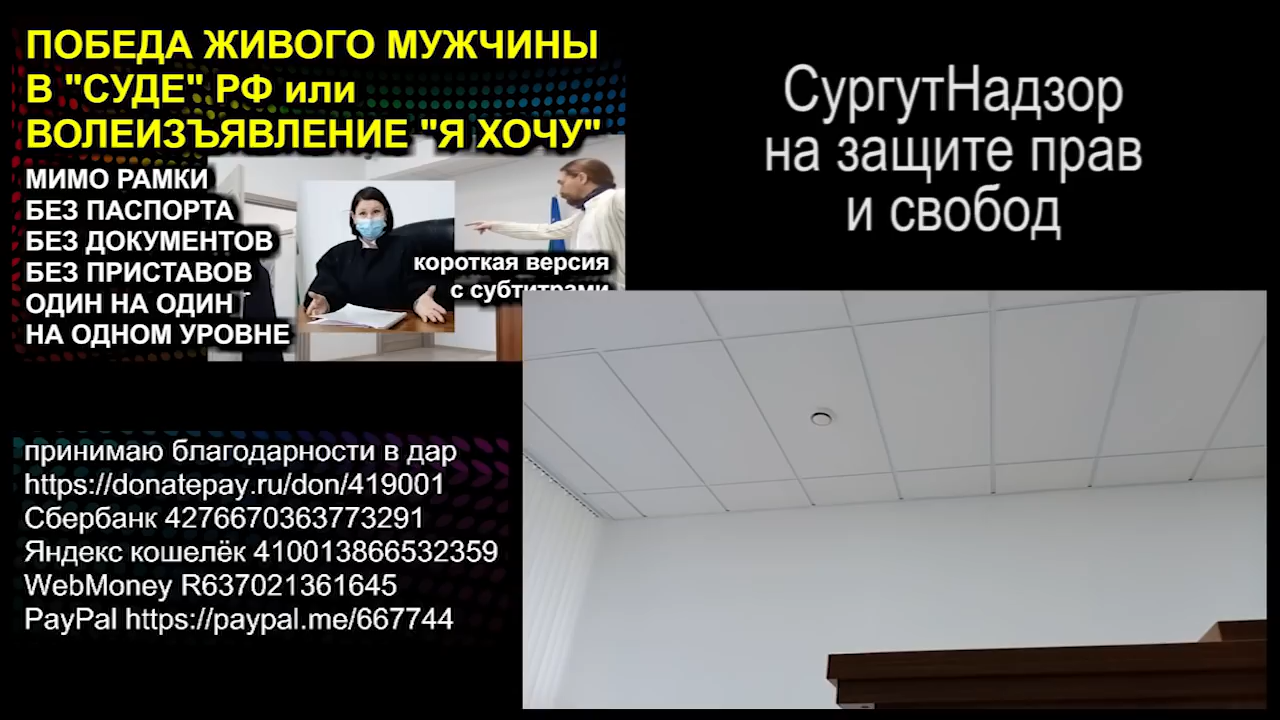 ПОБЕДА ЖИВОГО МУЖЧИНЫ
В "СУДЕ" РФ или
ВОЛЕИЗЪЯВЛЕНИЕ "Я ХОЧУ"
МИМО РАМКИ
БЕЗ ПАСПОРТА
БЕЗ ДОКУМЕНТОВ
БЕЗ ПРИСТАВОВ
ОДИН НА ОДИН
НА ОДНОМ УРОВНЕ
короткая версия
с субтитрами
СургутНадзор
на защите прав
и свобод
принимаю благодарности в дар
https://donatepay.ru/don/419001
Сбербанк 4276670363773291
Яндекс кошелёк 410013866532359
WebMoney R637021361645
PayPal https://paypal.me/667744